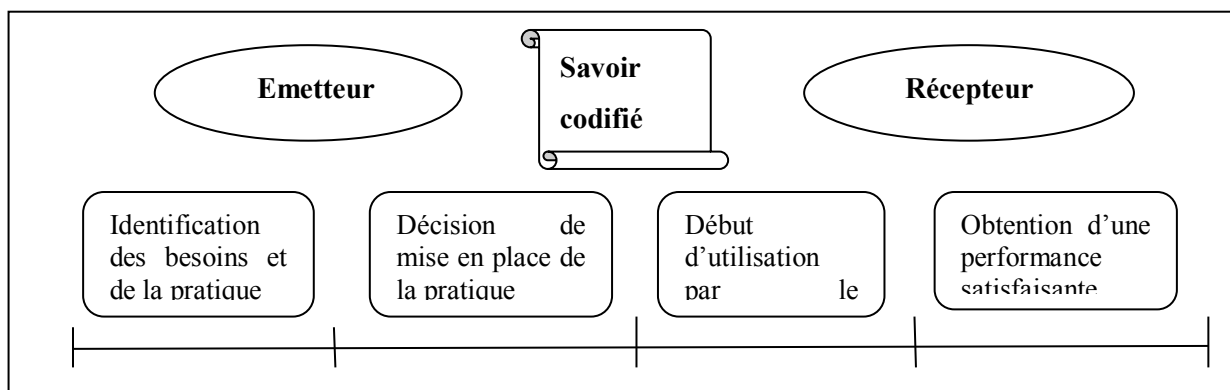 Emetteur
Savoir
codifié
Récepteur
Identification
des besoins et
de la pratique
Décision de
mise en place de
la pratique
Début
d’utilisation
par le
Obtention d’une
performance
satisfaisante